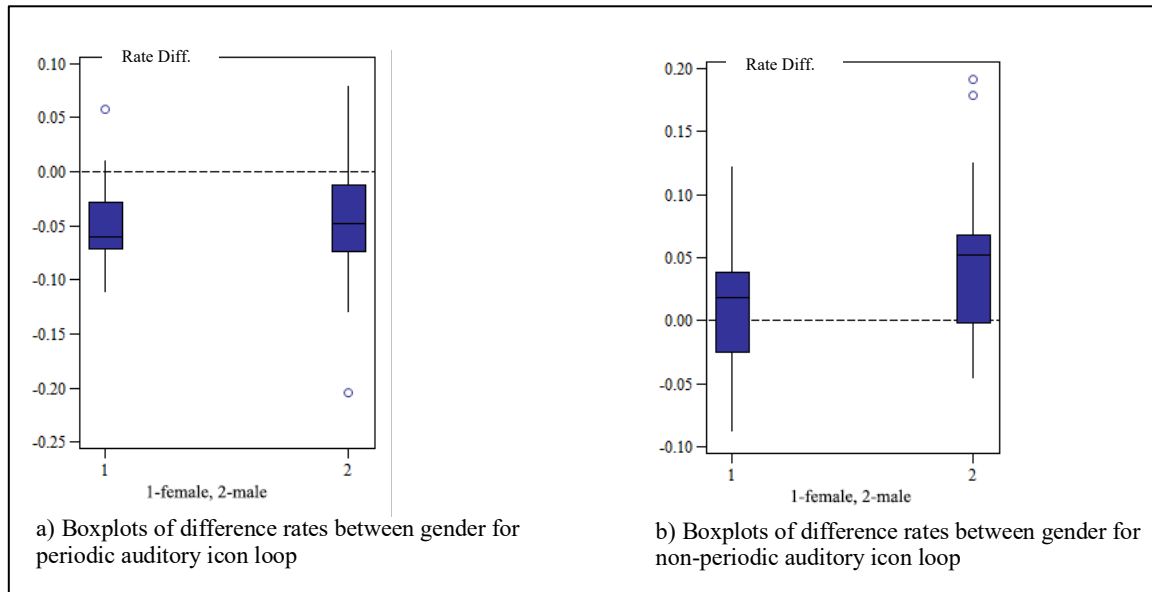 Rate Diff.
0.10
0.05
0.00
-0.05
-0.10
-0.15
-0.20
-0.25
1 2
1-female, 2-male
a) Boxplots of difference rates between gender for
periodic auditory icon loop
Rate Diff.
0.20
0.15
0.10
0.05
0.00
-0.05
-0.10
1 2
1-female, 2-male
b) Boxplots of difference rates between gender for
non-periodic auditory icon loop